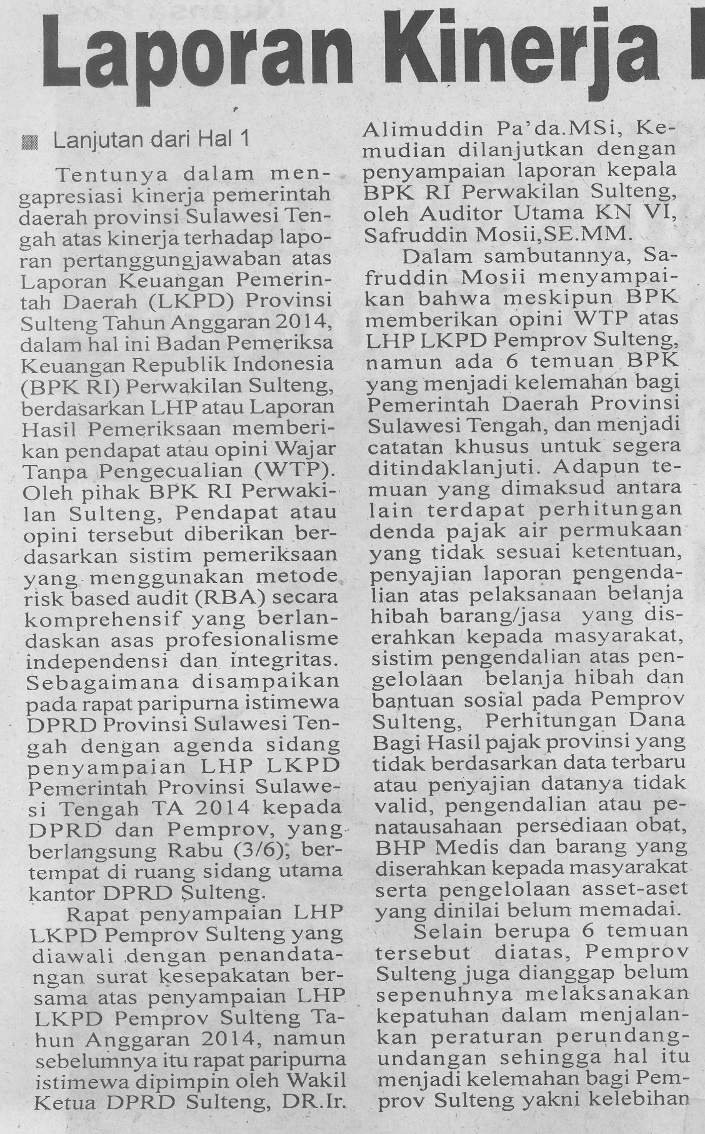 Laporan Kinerja
Lanjutan dari Hal 1
Tentunya dalam men-
gapresiasi kinerja pemerintah
daerah provinsi Sulawesi Ten-
gah atas kinerja terhadap lapo-
ran pertanggungjawaban atas
Laporan Keuangan Pemerin-
tah Daerah (LKPD) Provinsi
Sulteng Tahun Anggaran 2014,
dalam hal ini Badan Pemeriksa
Keuangan Republik Indonesia
(BPK RI) Perwakilan Sulteng,
berdasarkan LHP atau Laporan
Hasil Pemeriksaan memberi-
kan pendapat atau opini Wajar
Tanpa Pengecualian (WTP).
Oleh pihak BPK RI Perwaki-
lan Sulteng, Pendapat atau
opini tersebut diberikan ber-
dasarkan sistim pemeriksaan
yang menggunakan metode
risk based audit (RBA) secara
komprehensif yang berlan-
daskan asas profesionalisme
independensi dan integritas.
Sebagaimana disampaikan
pada rapat paripurna istimewa
DPRD Provinsi Sulawesi Ten-
gah dengan agenda sidang
penyampaian LHP LKPD
Pemerintah Provinsi Sulawe-
si Tengah TA 2014 kepada
DPRD dan Pemprov, yang
berlangsung Rabu (3/6), ber-
tempat di ruang sidang utama
kantor DPRD Sulteng.
Rapat penyampaian LHP
LKPD Pemprov Sulteng yang
diawali dengan penandata-
ngan surat kesepakatan ber-
sama atas penyampaian LHP
LKPD Pemprov Sulteng Ta-
hun Anggaran 2014, namun
sebelumnya itu rapat paripurna
istimewa dipimpin oleh Wakil
Ketua DPRD Sulteng, DR.Ir.
Alimuddin Pa'da.MSi, Ke-
mudian dilanjutkan dengan
penyampaian laporan kepala
BPK RI Perwakilan Sulteng,
oleh Auditor Utama KN VI,
Safruddin Mosii,SE.MM.
Dalam sambutannya, Sa-
fruddin Mosii menyampai-
kan bahwa meskipun BPK
memberikan opini WTP atas
LHP LKPD Pemprov Sulteng,
namun ada 6 temuan BPK
yang menjadi kelemahan bagi
Pemerintah Daerah Provinsi
Sulawesi Tengah, dan menjadi
catatan khusus untuk segera
ditindaklanjuti. Adapun te-
muan yang dimaksud antara
lain terdapat perhitungan
denda pajak air permukaan
yang tidak sesuai ketentuan,
penyajian laporan pengenda-
lian atas pelaksanaan belanja
hibah barang/jasa yang dis-
erahkan kepada masyarakat,
sistim pengendalian atas pen-
gelolaan belanja hibah dan
bantuan sosial pada Pemprov
Sulteng, Perhitungan Dana
Bagi Hasil pajak provinsi yang
tidak berdasarkan data terbaru
atau penyajian datanya tidak
valid, pengendalian atau pe-
natausahaan persediaan obat,
BHP Medis dan barang yang
diserahkan kepada masyarakat
serta pengelolaan asset-aset
yang dinilai belum memadai.
Selain berupa 6 temuan
tersebut diatas, Pemprov
Sulteng juga dianggap belum
sepenuhnya melaksanakan
kepatuhan dalam menjalan-
kan peraturan perundang-
undangan sehingga hal itu
menjadi kelemahan bagi Pem-
prov Sulteng yakni kelebihan